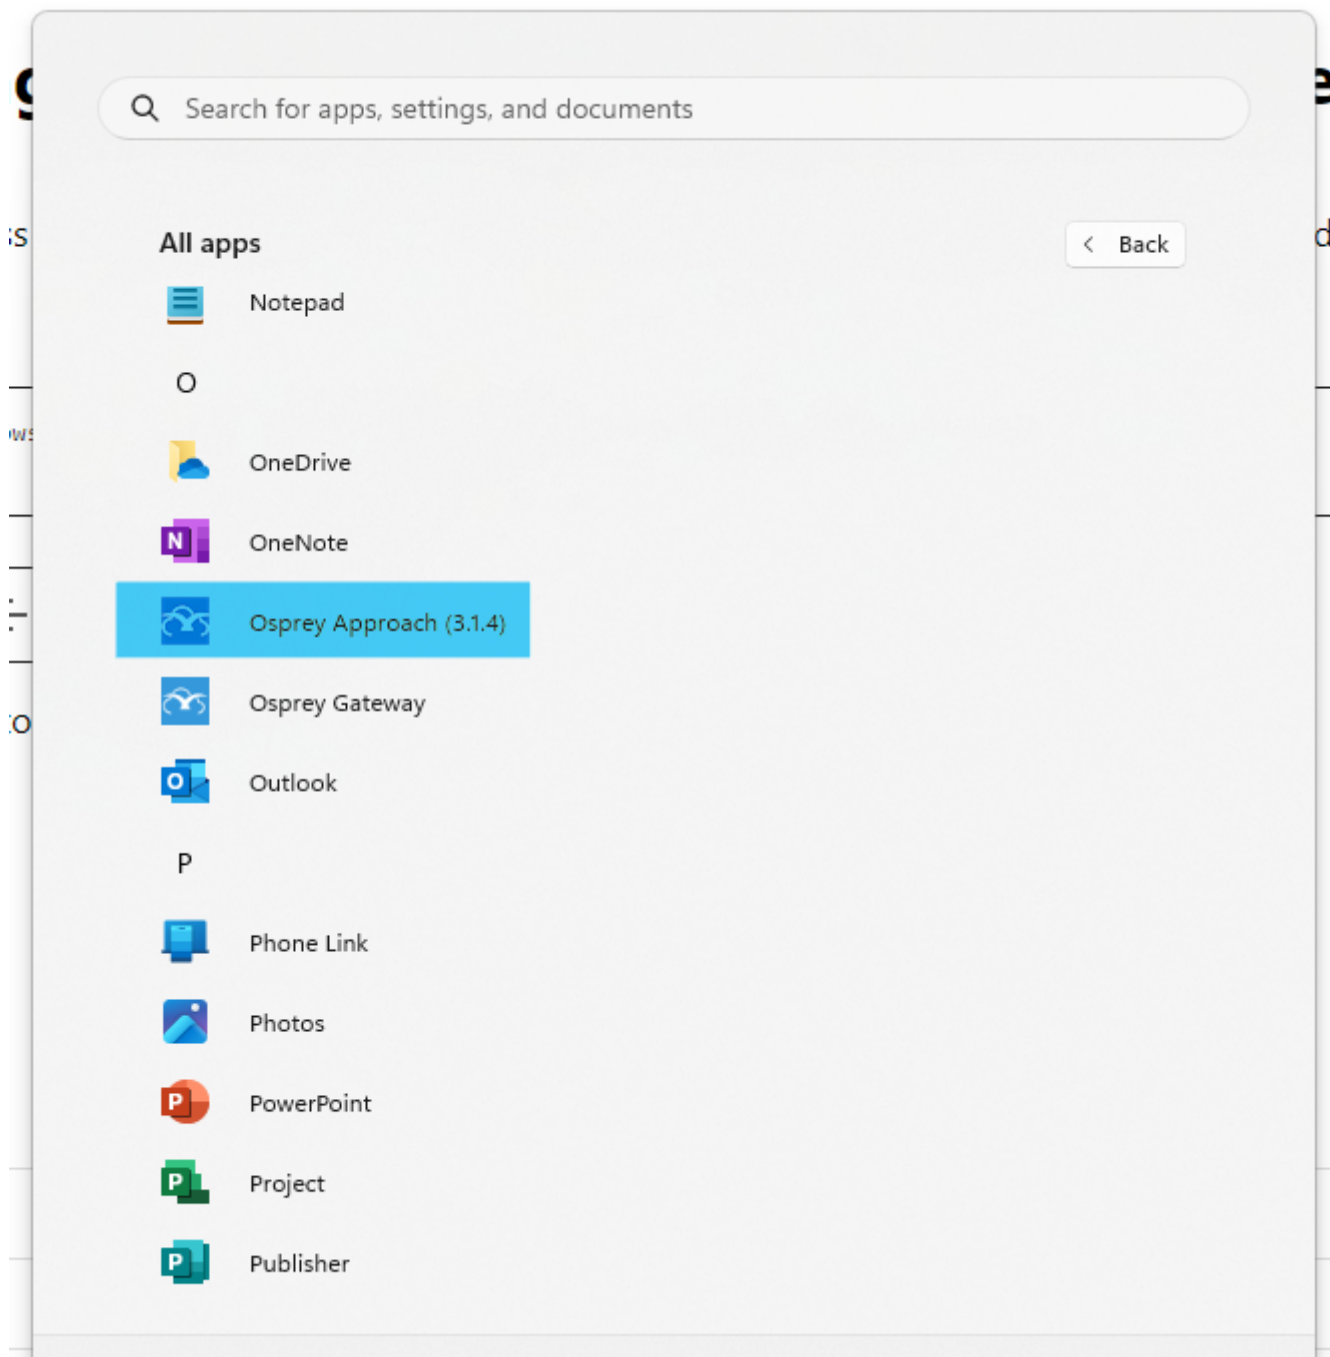 Search for apps, settings, and documents
All apps
Back
Notepad
O
OneDrive
OneNote
Osprey Approach (3.1.4)
Osprey Gateway
Outlook
P
Phone Link
Photos
PowerPoint
Project
Publisher